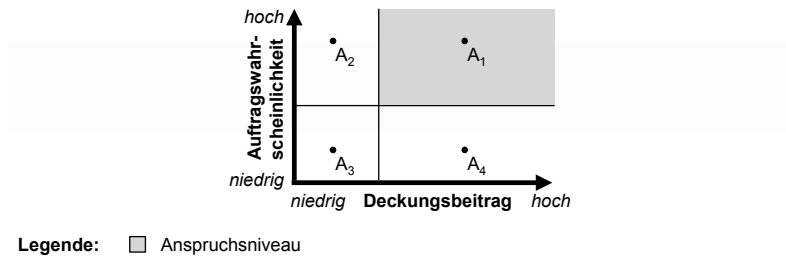 hoch
Auftragswahr-
scheinlichkeit
niedrig
A2
A1
A3
A4
niedrig Deckungsbeitrag hoch
Legende: Anspruchsniveau